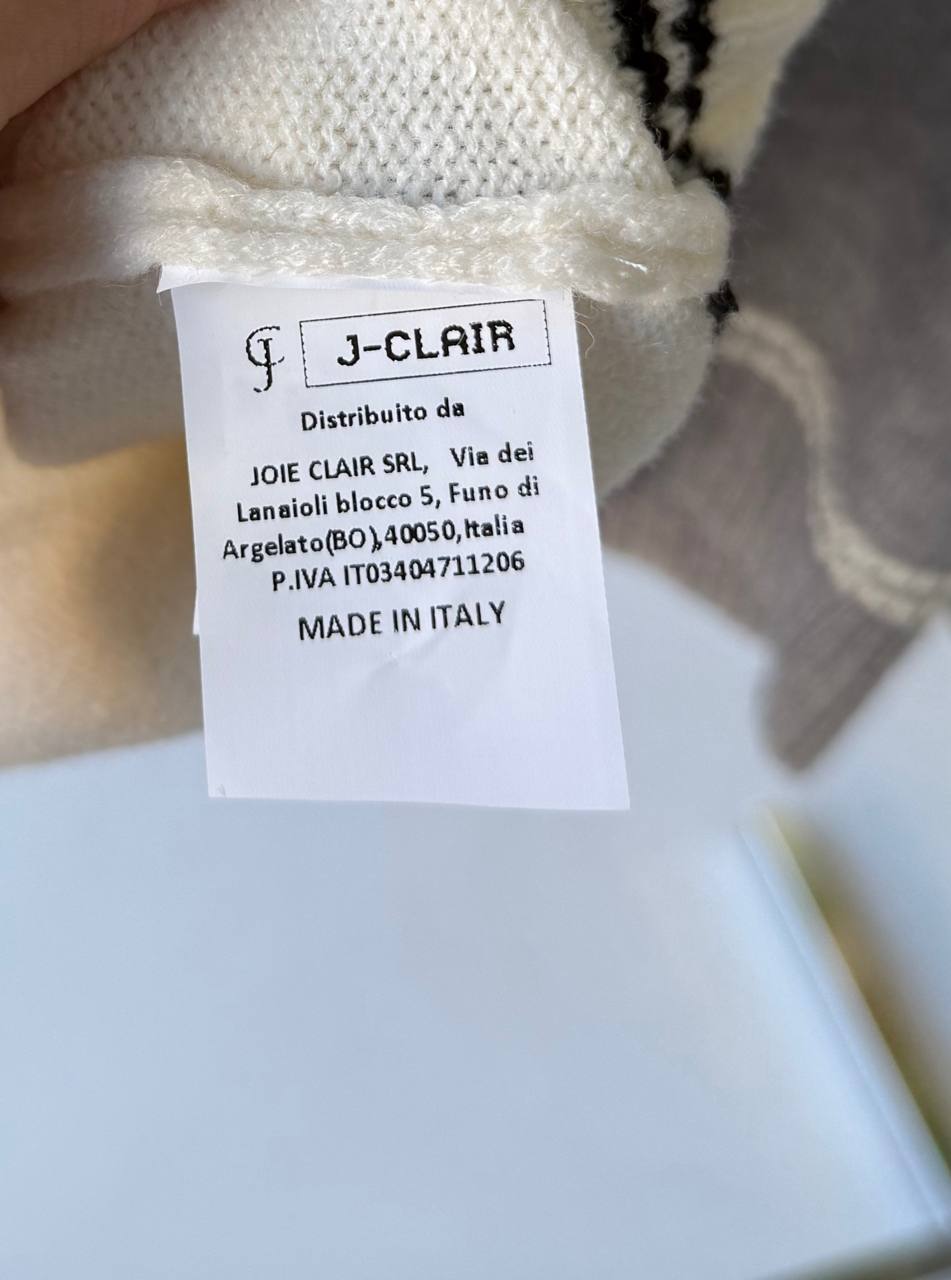 J-CLAIR
Distribuito da
JOIE CLAIR SRL, Via dei
Lanaioli blocco 5, Funo di
Argelato(BO),40050,Italia
P.IVA IT03404711206
MADE IN ITALY